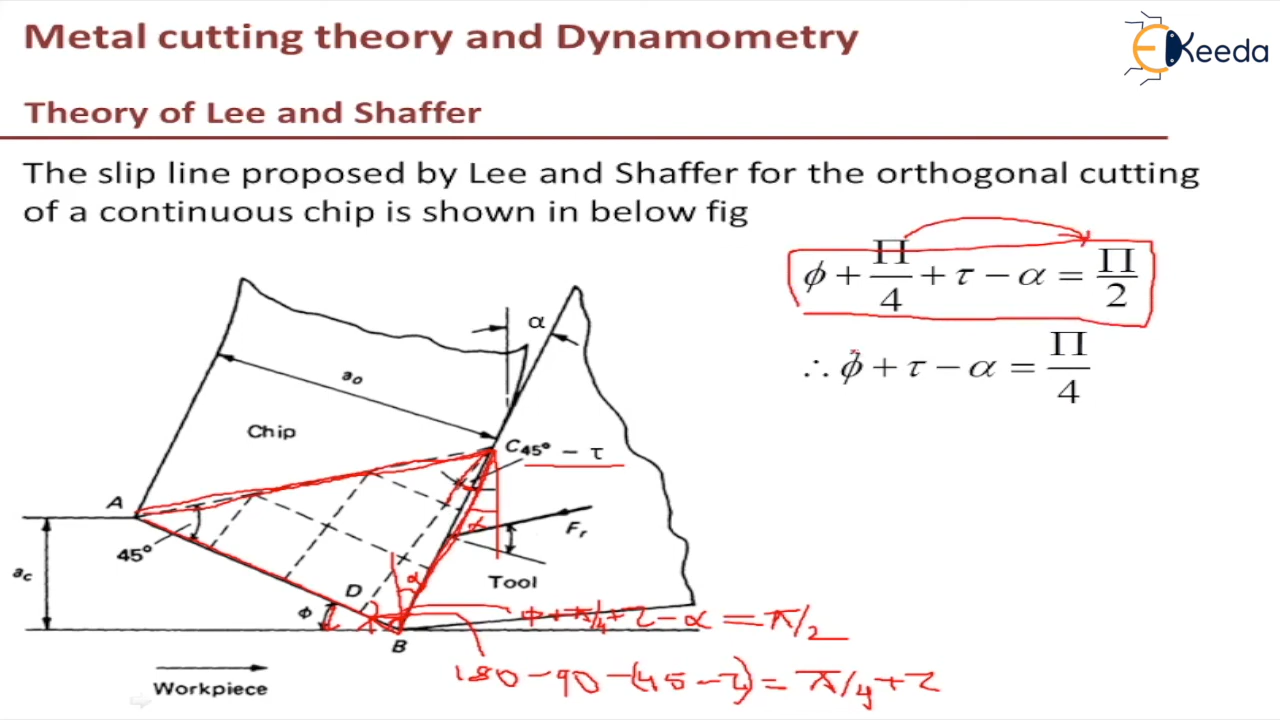 Metal cutting theory and Dynamometry
EKeeda
Theory of Lee and Shaffer
The slip line proposed by Lee and Shaffer for the orthogonal cutting
of a continuous chip is shown in below fig
ϕ + Π/4 + τ − α = Π/2
∴ ϕ + τ − α = Π/4
α
a₀
Chip
C 45° − τ
A
α
Fᵣ
45°
a꜀
D
α
Tool
ϕ
ϕ + π/4 + τ − α = π/2
B
180 − 90 − (45 − τ) = π/4 + τ
Workpiece